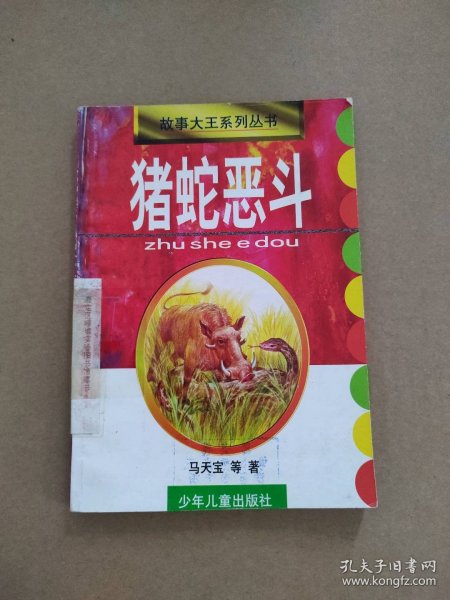 故事大王系列丛书
猪蛇恶斗
zhu she e dou
马天宝 等 著
少年儿童出版社
孔夫子旧书网
www.kongfz.com